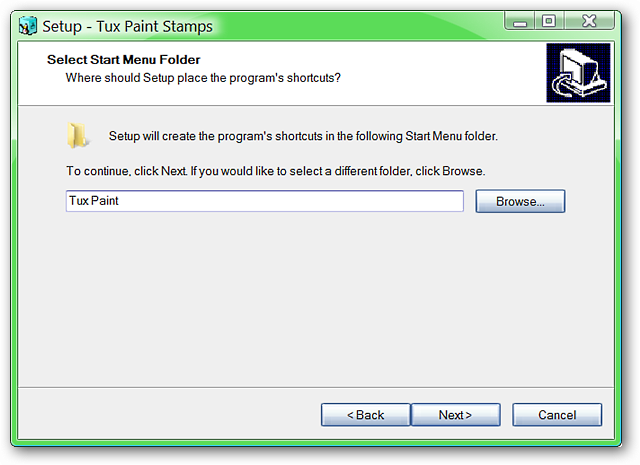 Setup - Tux Paint Stamps
Select Start Menu Folder
Where should Setup place the program's shortcuts?
Setup will create the program's shortcuts in the following Start Menu folder.
To continue, click Next. If you would like to select a different folder, click Browse.
Tux Paint
Browse...
< Back
Next >
Cancel